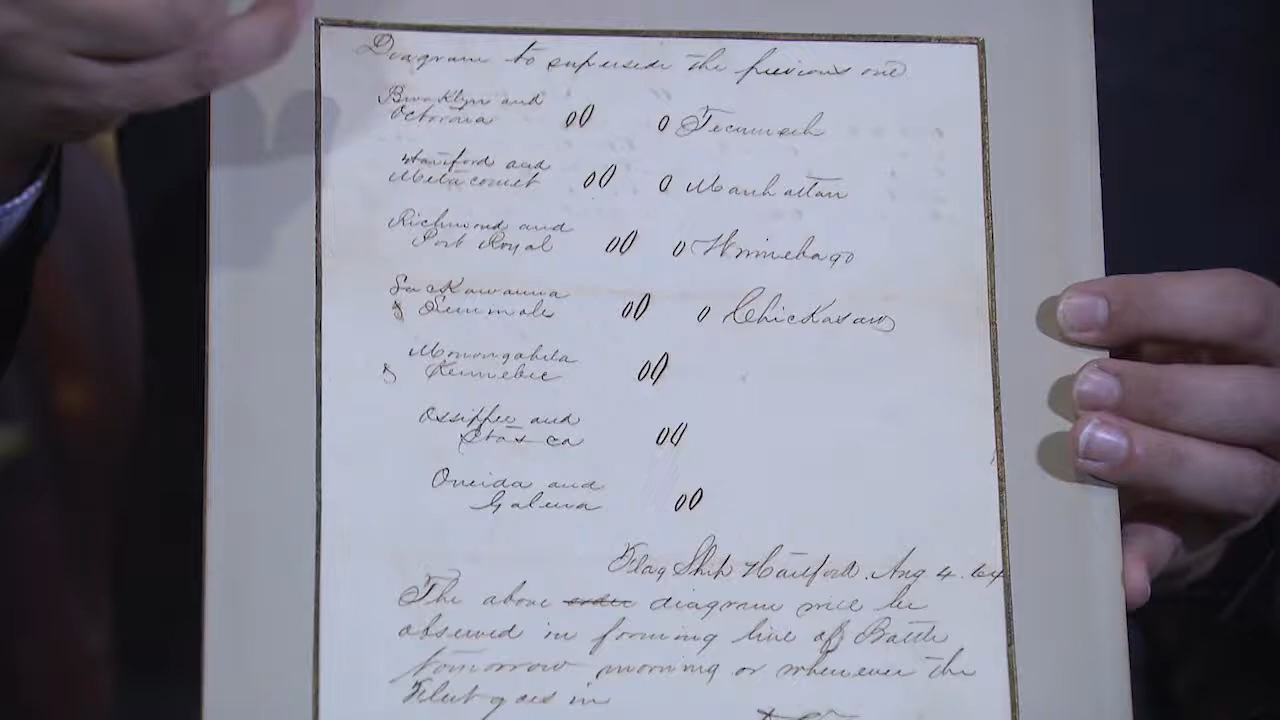 Diagram to supersede the previous one
Brooklyn and
Octorora
00 0 Tecumseh
Hartford and
Metacomet
00 0 Manhattan
Richmond and
Port Royal
00 0 Winnebago
Lackawanna
& Seminole
00 0 Chickasaw
Monongahela
& Kennebec
00
Ossippee and
Itasca
00
Oneida and
Galena
00
Flag Ship Hartford. Aug 4. 64
The above order diagram will be
observed in forming line of Battle
tomorrow morning or whenever the
Fleet goes in